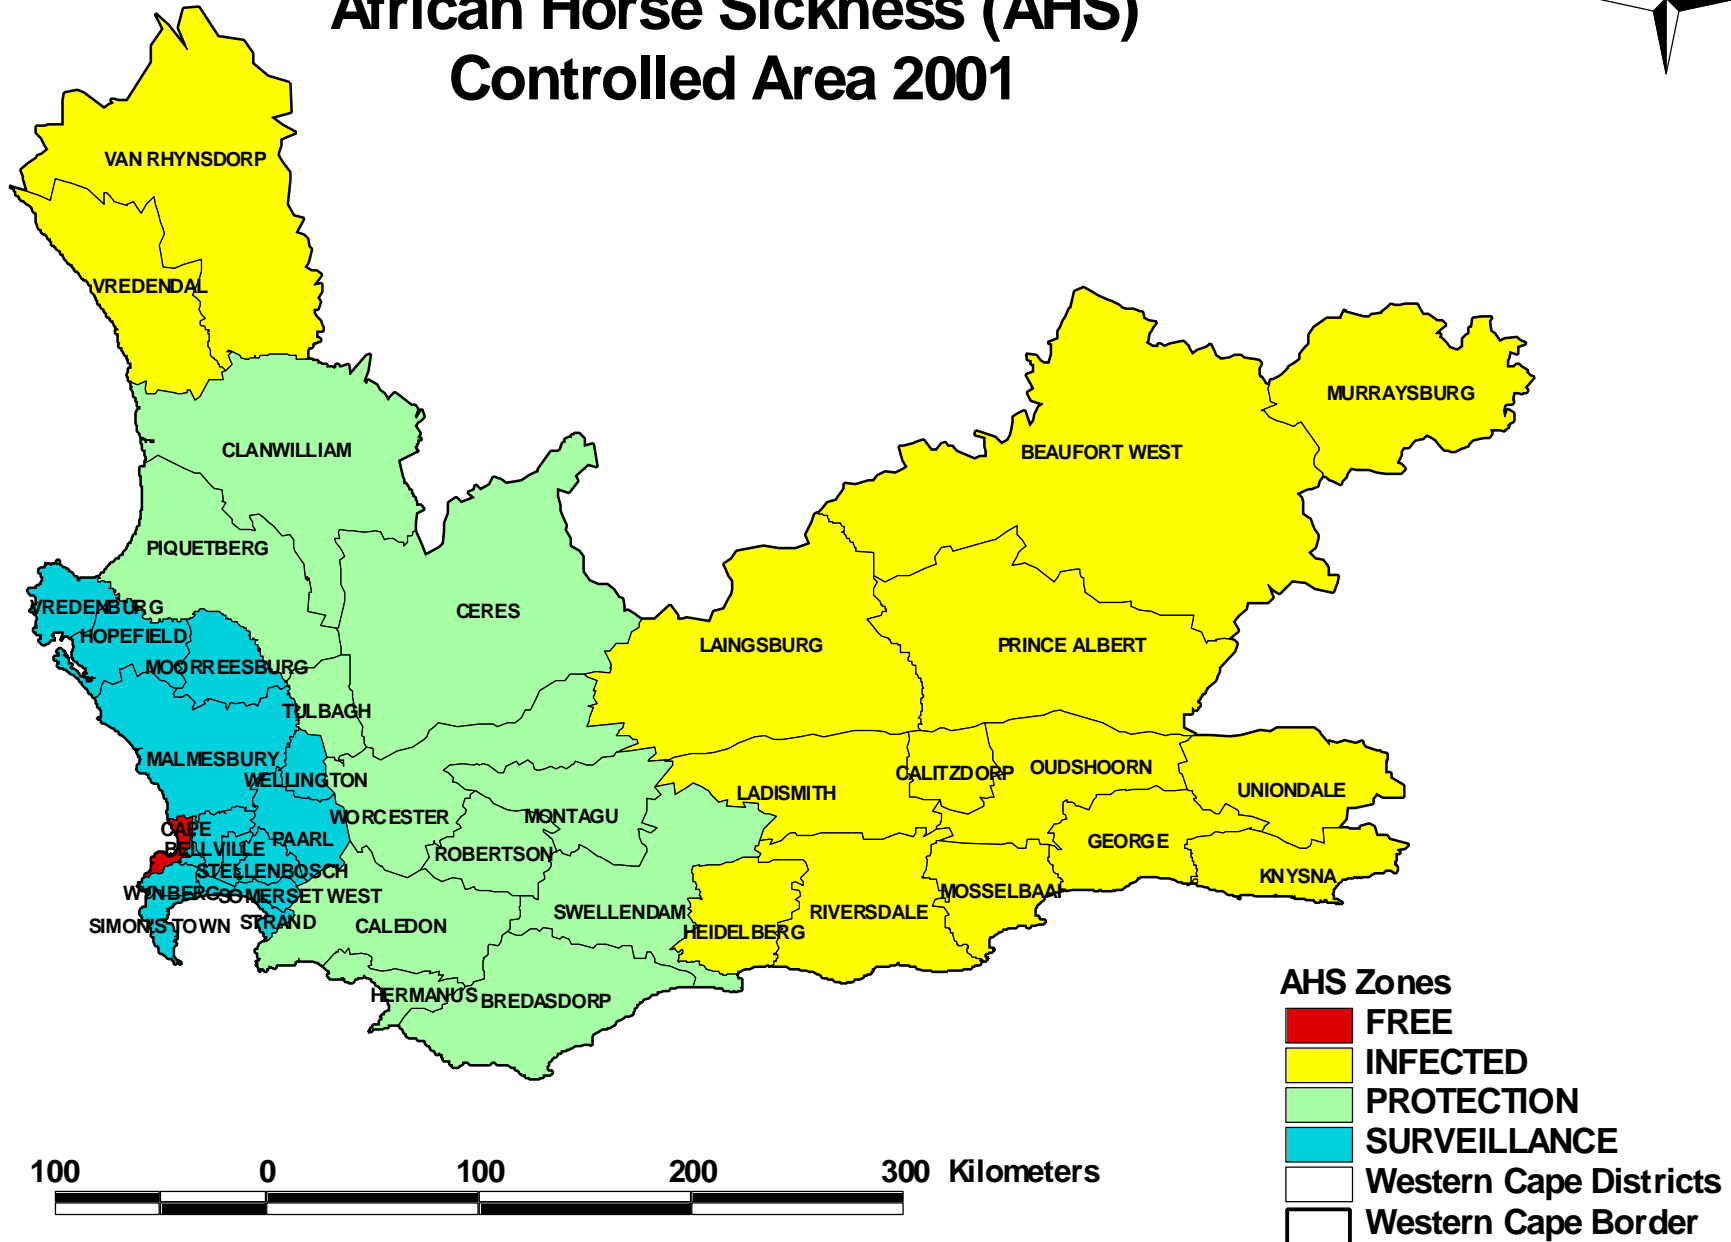 African Horse Sickness (AHS)
Controlled Area 2001
VAN RHYNSDORP
VREDENDAL
MURRAYSBURG
CLANWILLIAM
BEAUFORT WEST
PIQUETBERG
CERES
VREDENBURG
HOPEFIELD
LAINGSBURG
PRINCE ALBERT
MOORREESBURG
TULBAGH
MALMESBURY
WELLINGTON
CALITZDORP
OUDSHOORN
LADISMITH
UNIONDALE
WORCESTER
MONTAGU
CAPE
PAARL
BELLVILLE
GEORGE
ROBERTSON
STELLENBOSCH
KNYSNA
WYNBERG
SOMERSET WEST
MOSSELBAAI
SIMON'S TOWN
STRAND
CALEDON
SWELLENDAM
RIVERSDALE
HEIDELBERG
HERMANUS
BREDASDORP
AHS Zones
FREE
INFECTED
PROTECTION
SURVEILLANCE
Western Cape Districts
Western Cape Border
100 0 100 200 300 Kilometers